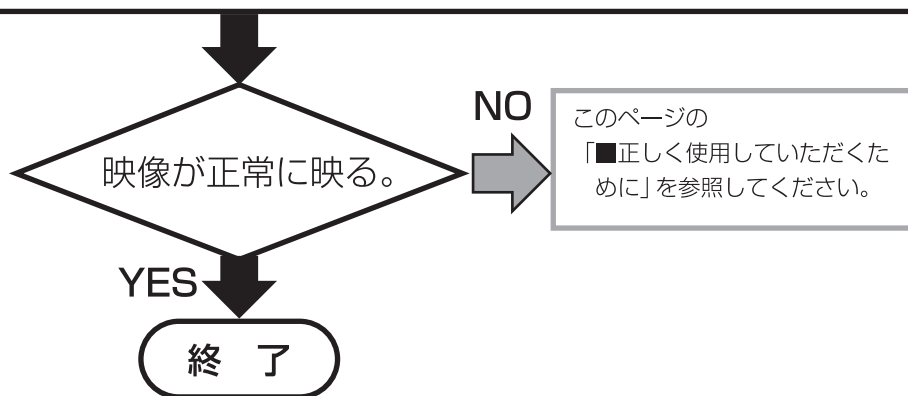 映像が正常に映る。
NO
このページの
「■正しく使用していただくた
めに」を参照してください。
YES
終 了